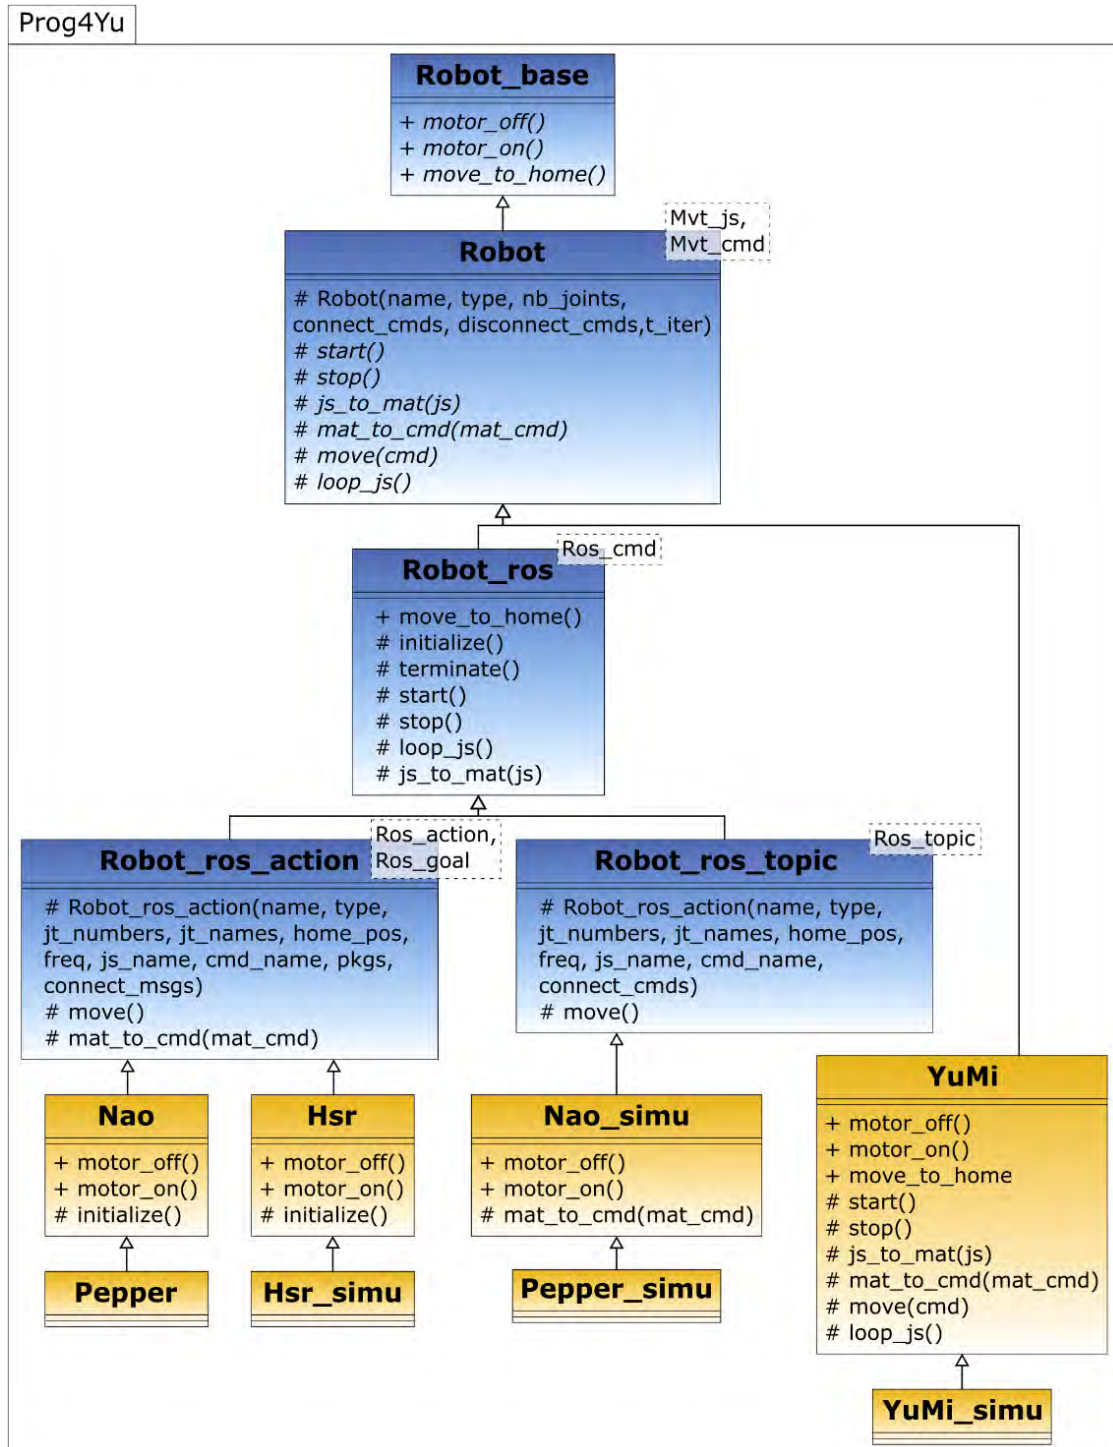 Prog4Yu
Robot_base
+ motor_off()
+ motor_on()
+ move_to_home()
Mvt_js,
Mvt_cmd
Robot
# Robot(name, type, nb_joints,
connect_cmds, disconnect_cmds,t_iter)
# start()
# stop()
# js_to_mat(js)
# mat_to_cmd(mat_cmd)
# move(cmd)
# loop_js()
Ros_cmd
Robot_ros
+ move_to_home()
# initialize()
# terminate()
# start()
# stop()
# loop_js()
# js_to_mat(js)
Ros_action,
Ros_goal
Robot_ros_action
# Robot_ros_action(name, type,
jt_numbers, jt_names, home_pos,
freq, js_name, cmd_name, pkgs,
connect_msgs)
# move()
# mat_to_cmd(mat_cmd)
Ros_topic
Robot_ros_topic
# Robot_ros_action(name, type,
jt_numbers, jt_names, home_pos,
freq, js_name, cmd_name,
connect_cmds)
# move()
Nao
+ motor_off()
+ motor_on()
# initialize()
Hsr
+ motor_off()
+ motor_on()
# initialize()
Nao_simu
+ motor_off()
+ motor_on()
# mat_to_cmd(mat_cmd)
YuMi
+ motor_off()
+ motor_on()
+ move_to_home
# start()
# stop()
# js_to_mat(js)
# mat_to_cmd(mat_cmd)
# move(cmd)
# loop_js()
Pepper
Hsr_simu
Pepper_simu
YuMi_simu